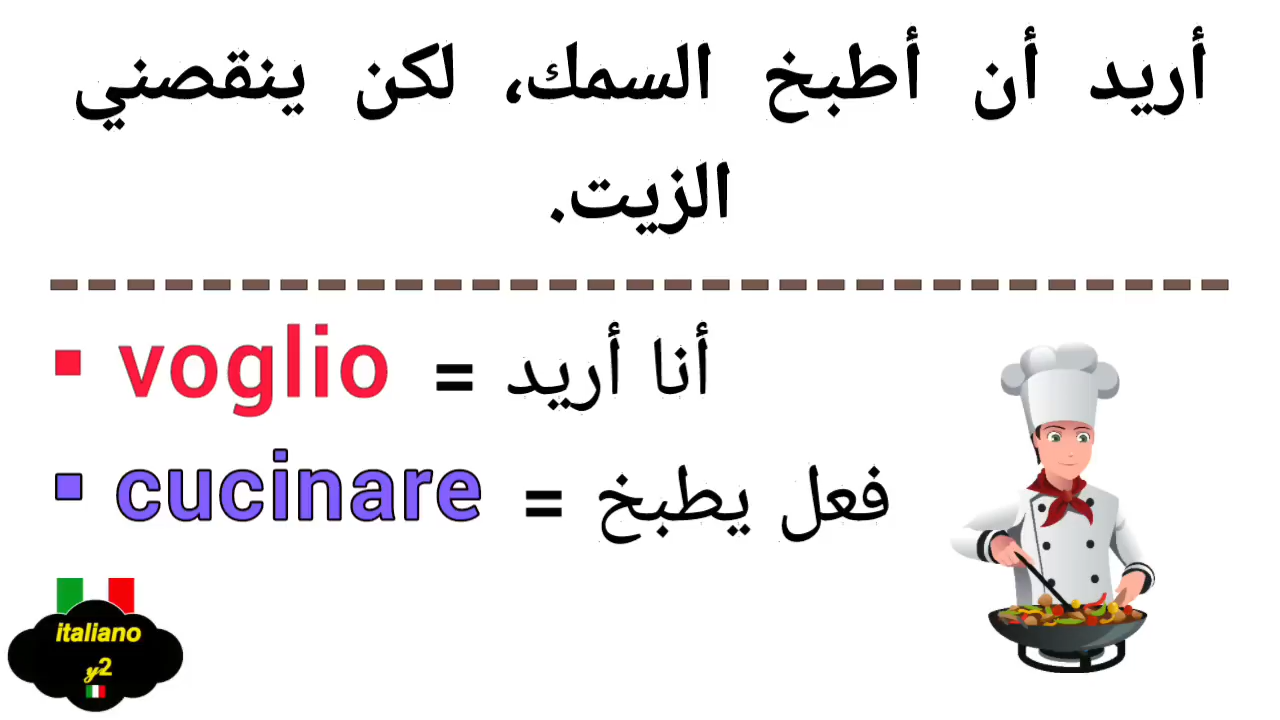 أريد أن أطبخ السمك، لكن ينقصني
الزيت.
voglio = أنا أريد
cucinare = فعل يطبخ
italiano
y2